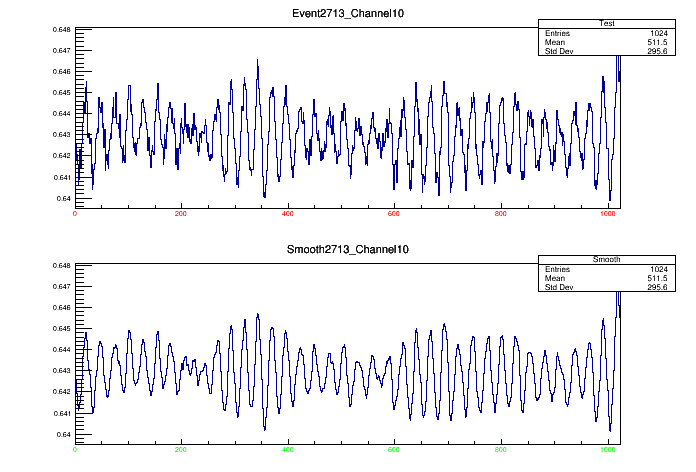 Event2713_Channel10
Test
Entries 1024
Mean 511.5
Std Dev 295.6
0.648
0.647
0.646
0.645
0.644
0.643
0.642
0.641
0.64
0 200 400 600 800 1000
Smooth2713_Channel10
Smooth
Entries 1024
Mean 511.5
Std Dev 295.6
0.648
0.647
0.646
0.645
0.644
0.643
0.642
0.641
0.64
0 200 400 600 800 1000